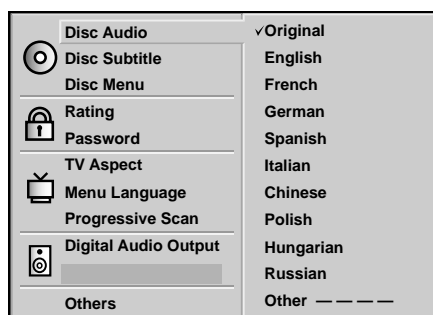 Disc Audio
Disc Subtitle
Disc Menu
Rating
Password
TV Aspect
Menu Language
Progressive Scan
Digital Audio Output
Others
✓Original
English
French
German
Spanish
Italian
Chinese
Polish
Hungarian
Russian
Other — — — —